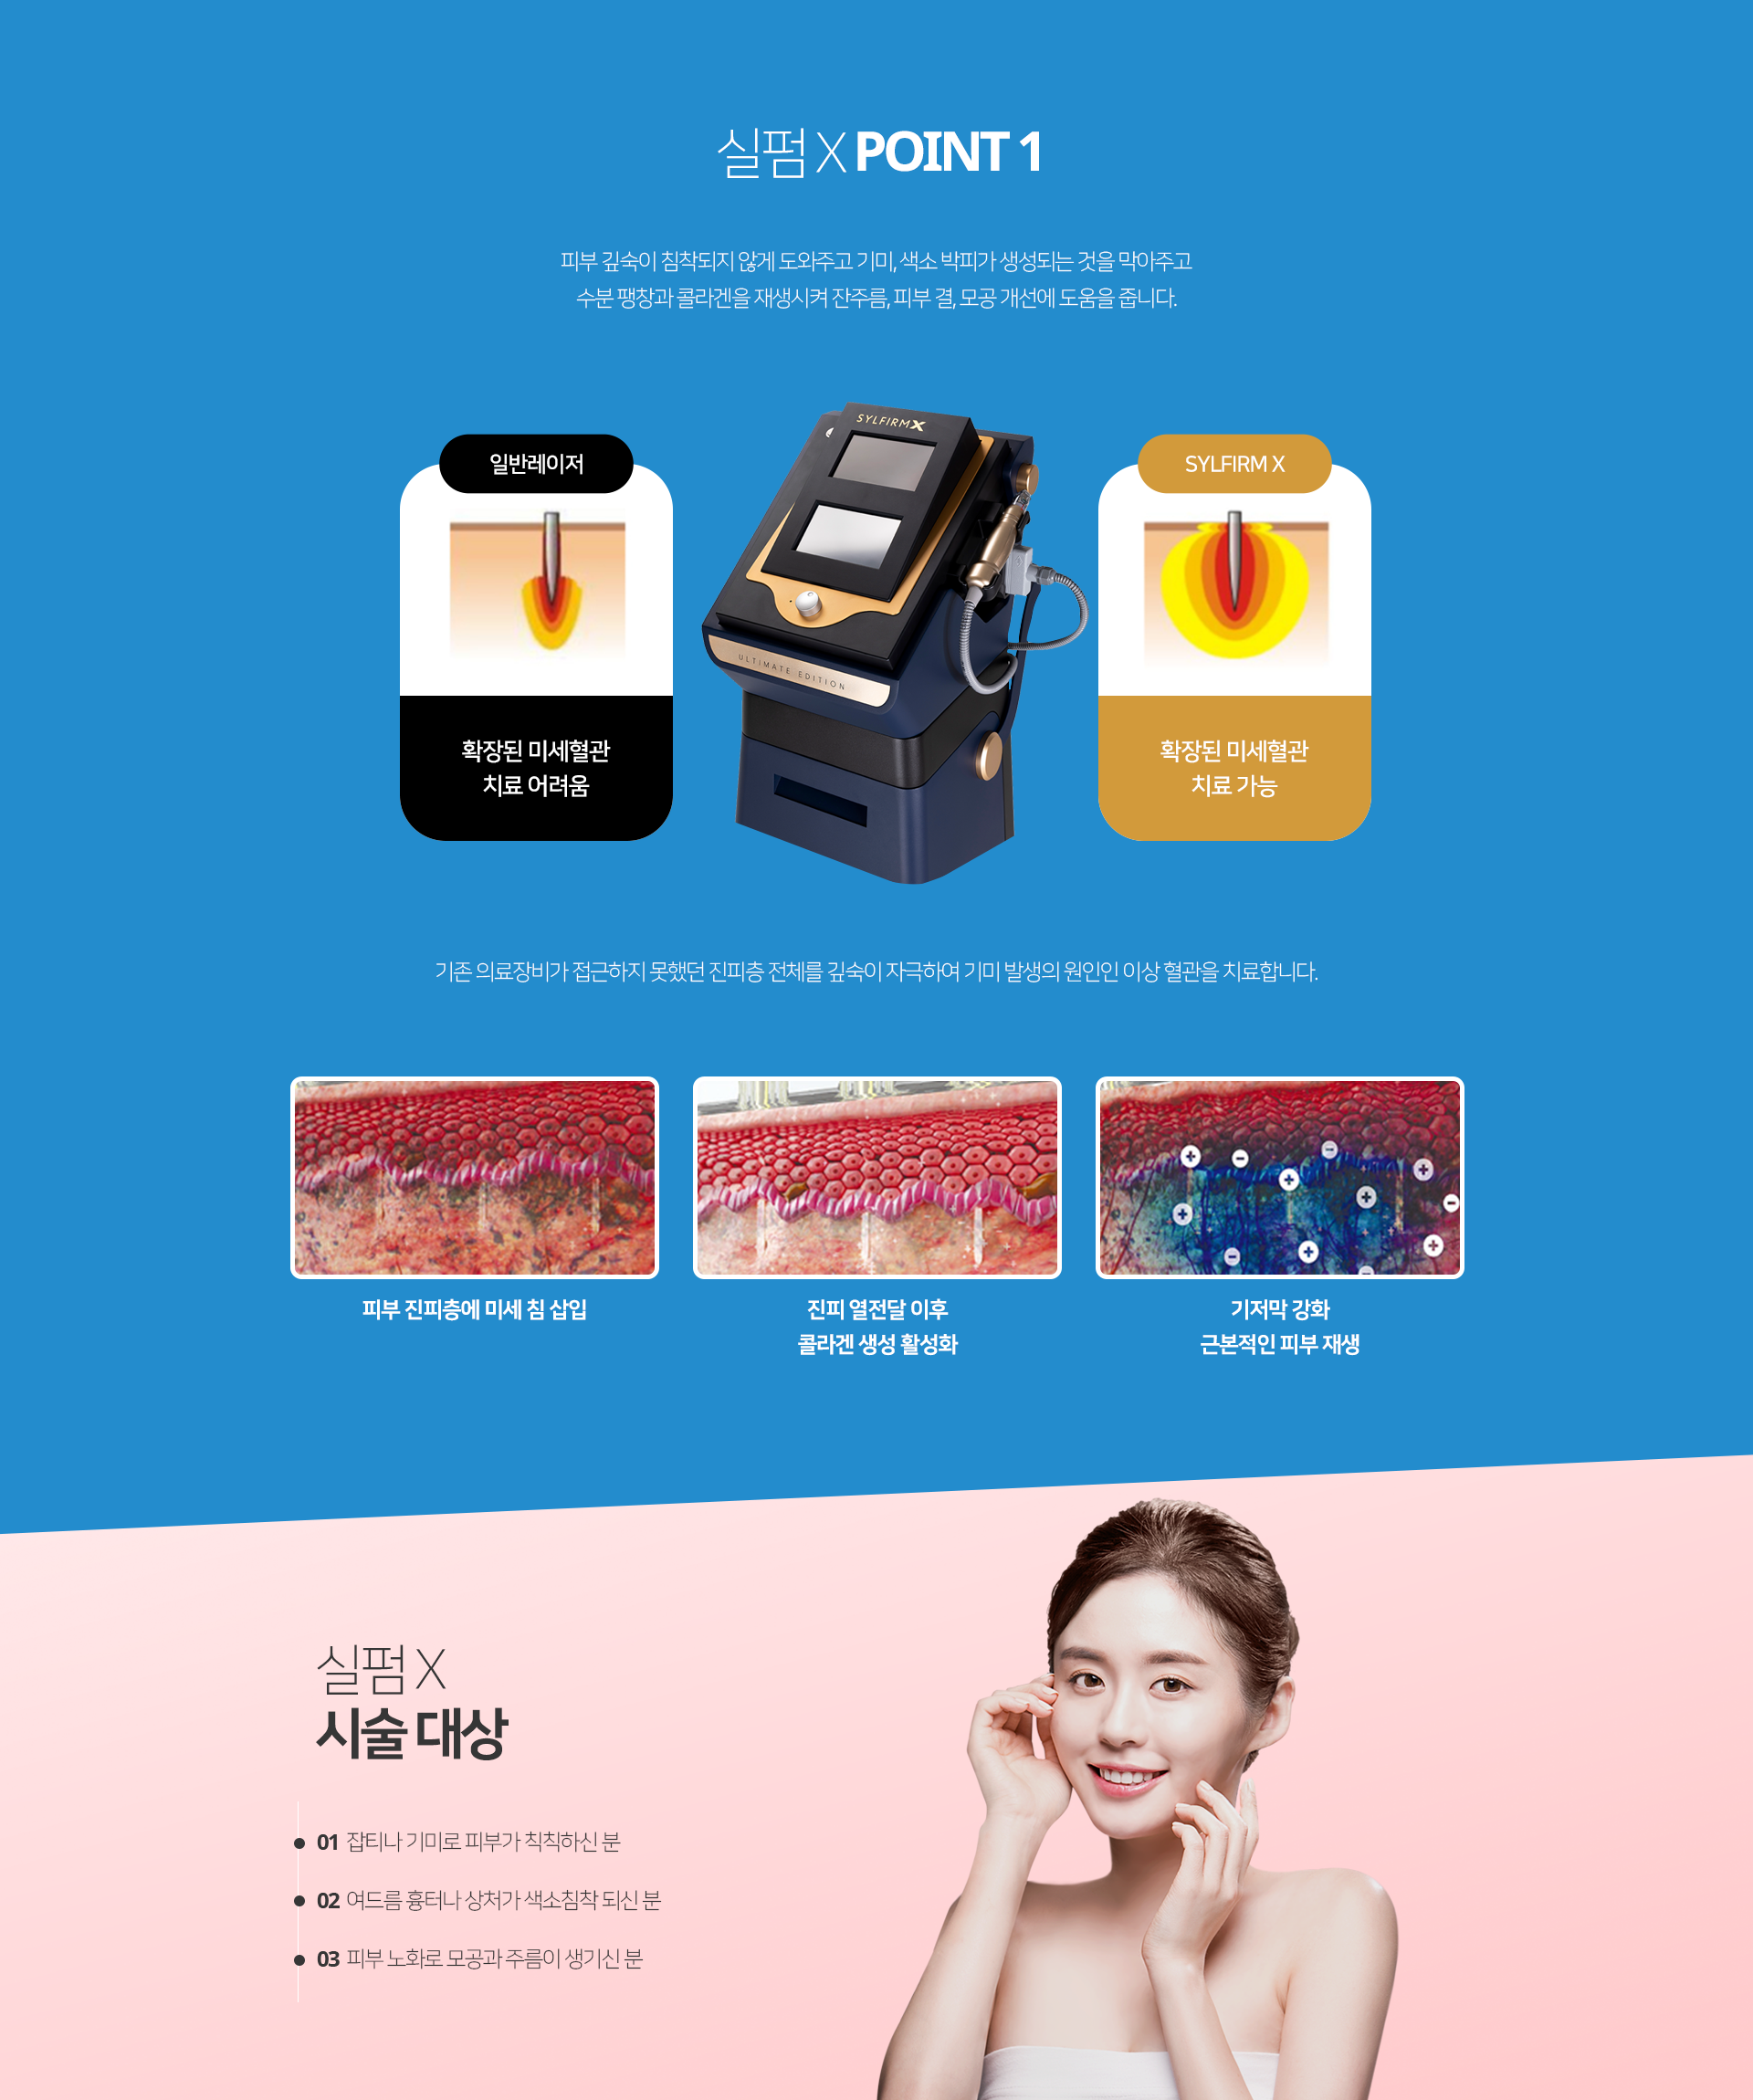 실펌 X POINT 1
피부 깊숙이 침착되지 않게 도와주고 기미, 색소 박피가 생성되는 것을 막아주고
수분 팽창과 콜라겐을 재생시켜 잔주름, 피부 결, 모공 개선에 도움을 줍니다.
일반레이저
확장된 미세혈관
치료 어려움
SYLFIRM X
ULTIMATE EDITION
SYLFIRM X
확장된 미세혈관
치료 가능
기존 의료장비가 접근하지 못했던 진피층 전체를 깊숙이 자극하여 기미 발생의 원인인 이상 혈관을 치료합니다.
피부 진피층에 미세 침 삽입
진피 열전달 이후
콜라겐 생성 활성화
기저막 강화
근본적인 피부 재생
실펌 X
시술 대상
01 잡티나 기미로 피부가 칙칙하신 분
02 여드름 흉터나 상처가 색소침착 되신 분
03 피부 노화로 모공과 주름이 생기신 분